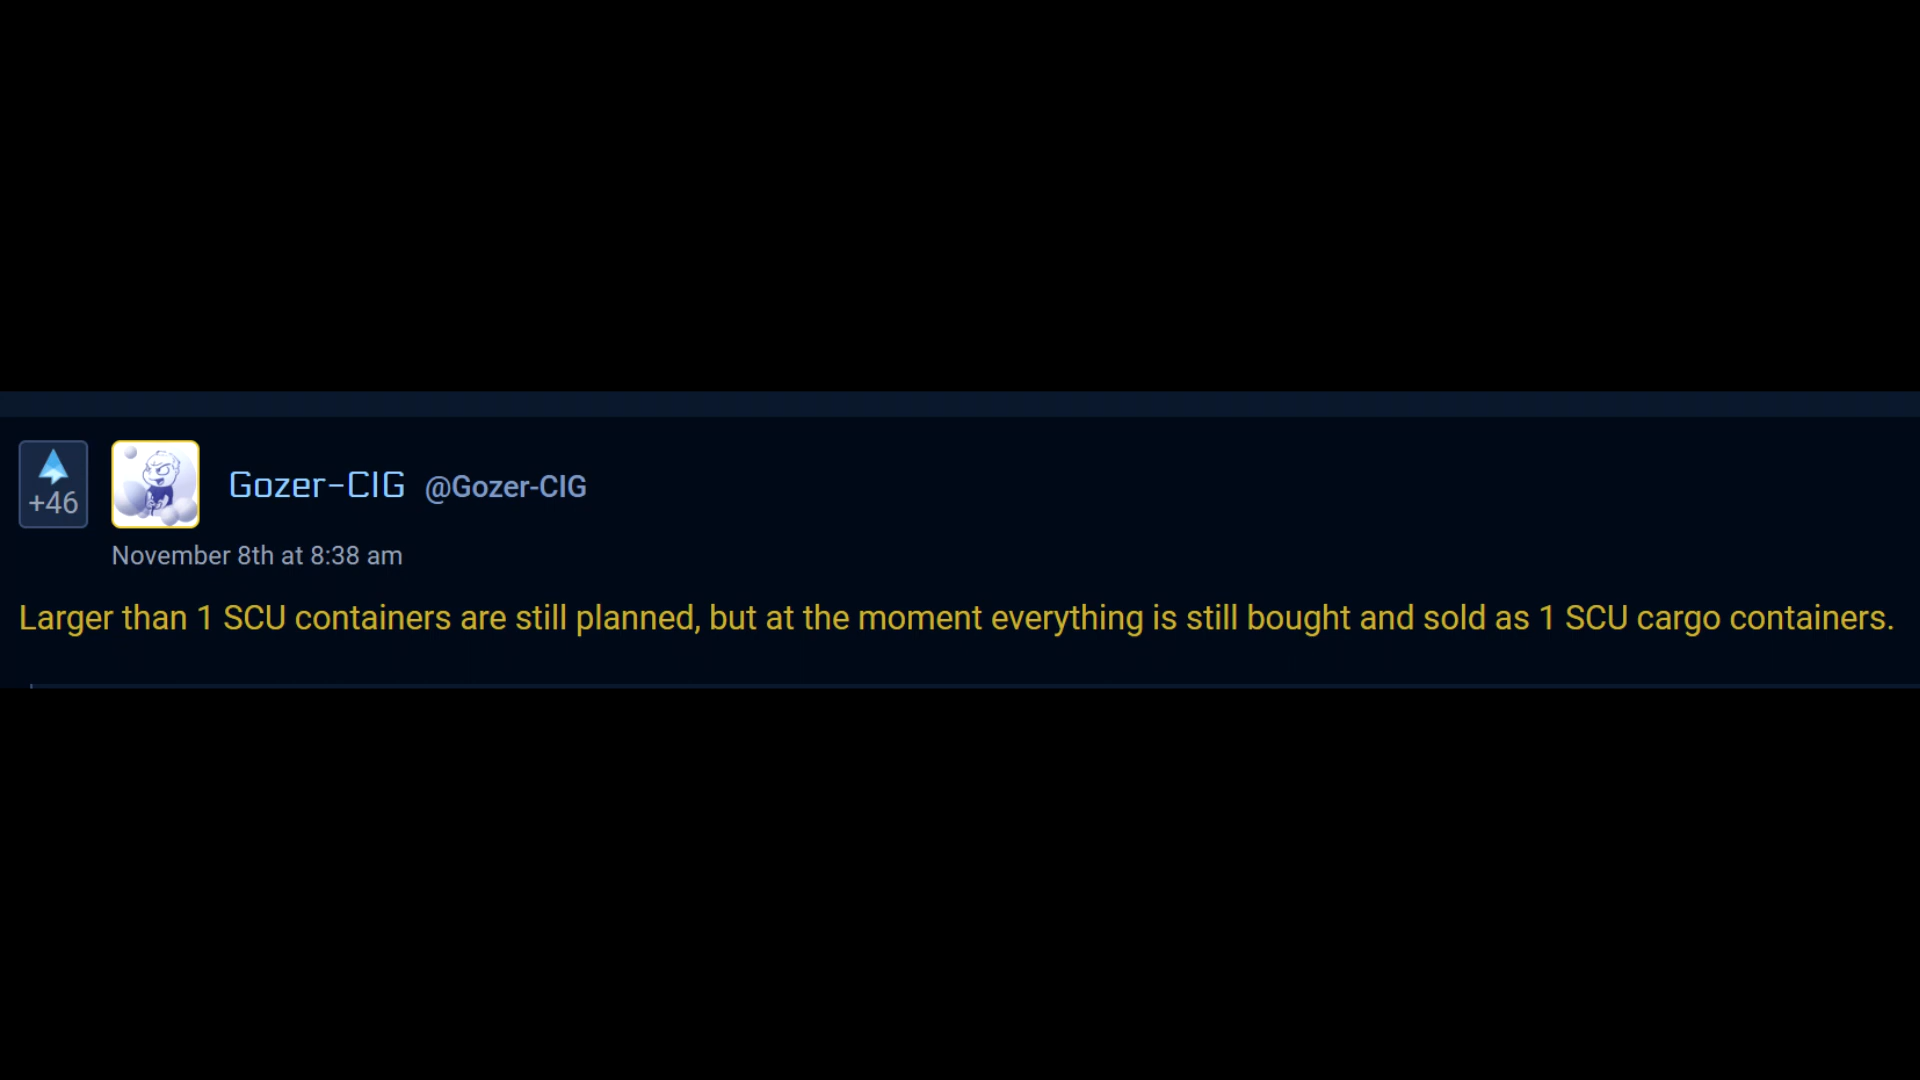 Gozer-CIG @Gozer-CIG
+46
November 8th at 8:38 am
Larger than 1 SCU containers are still planned, but at the moment everything is still bought and sold as 1 SCU cargo containers.